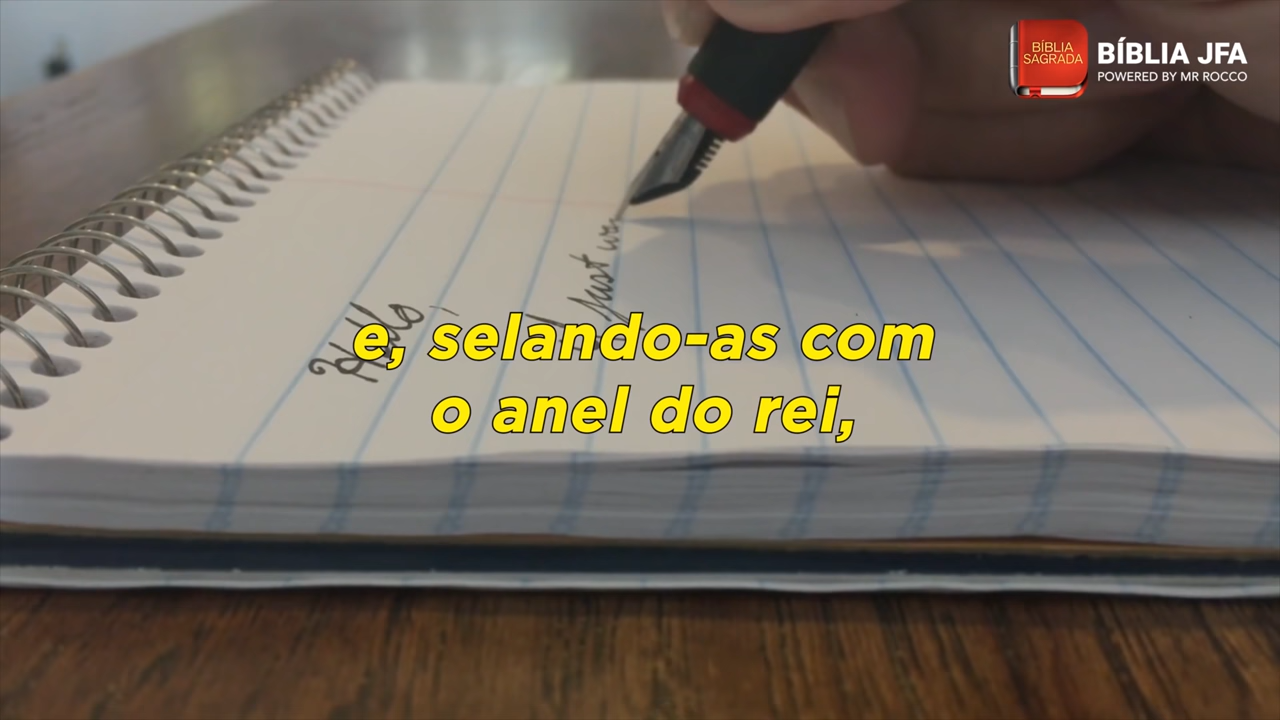 BÍBLIA
SAGRADA
BÍBLIA JFA
POWERED BY MR ROCCO
Hello,
just
e, selando-as com
o anel do rei,